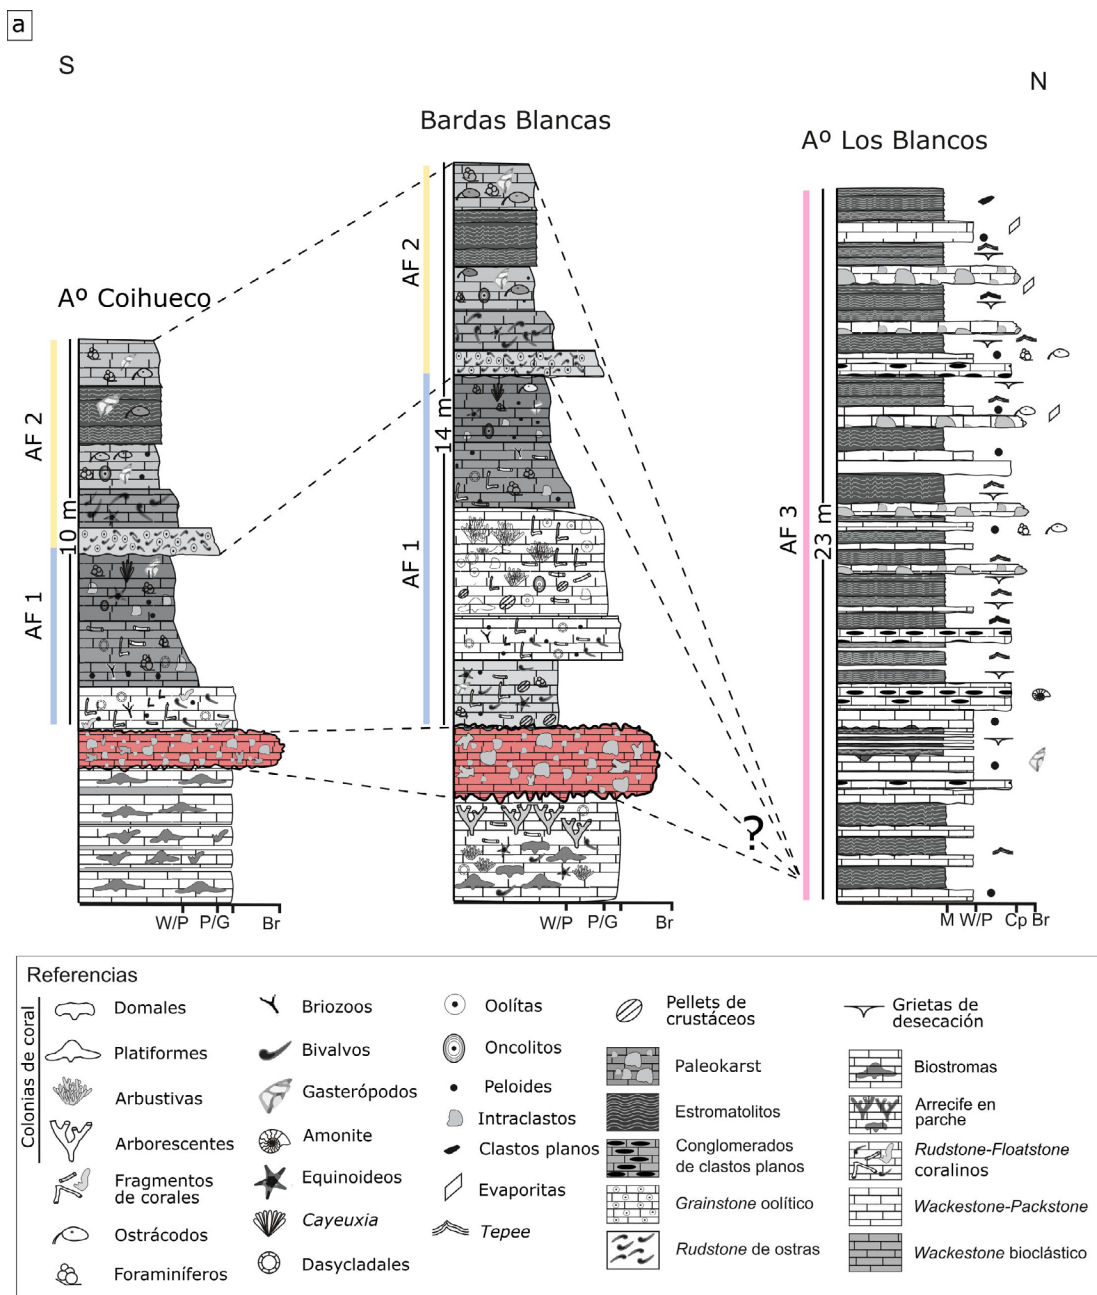 a
S
N
Bardas Blancas
Aº Los Blancos
Aº Coihueco
AF 2
AF 1
10 m
AF 2
AF 1
14 m
AF 3
23 m
?
W/P P/G Br
W/P P/G Br
M W/P Cp Br
Referencias
Colonias de coral
Domales
Platiformes
Arbustivas
Arborescentes
Fragmentos
de corales
Ostrácodos
Foraminíferos
Briozoos
Bivalvos
Gasterópodos
Amonite
Equinoideos
Cayeuxia
Dasycladales
Oolítas
Oncolitos
Peloides
Intraclastos
Clastos planos
Evaporitas
Tepee
Pellets de
crustáceos
Paleokarst
Estromatolitos
Conglomerados
de clastos planos
Grainstone oolítico
Rudstone de ostras
Grietas de
desecación
Biostromas
Arrecife en
parche
Rudstone-Floatstone
coralinos
Wackestone-Packstone
Wackestone bioclástico